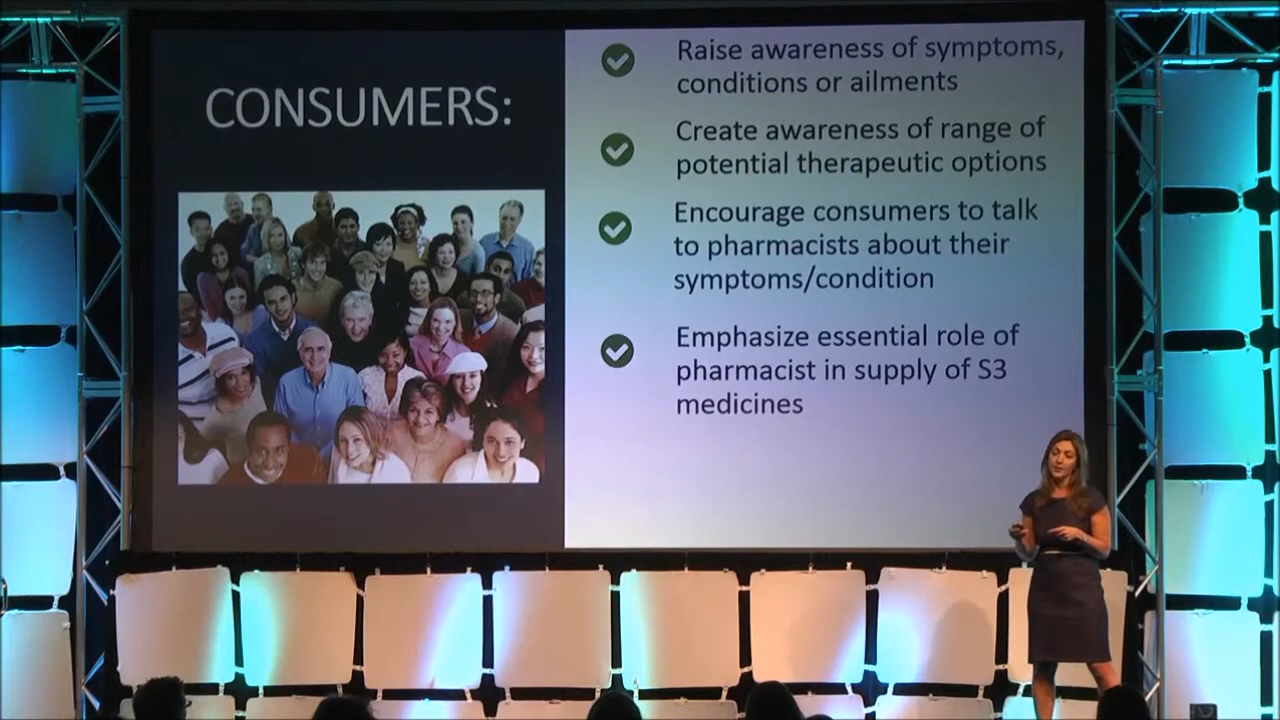 CONSUMERS:
Raise awareness of symptoms,
conditions or ailments
Create awareness of range of
potential therapeutic options
Encourage consumers to talk
to pharmacists about their
symptoms/condition
Emphasize essential role of
pharmacist in supply of S3
medicines